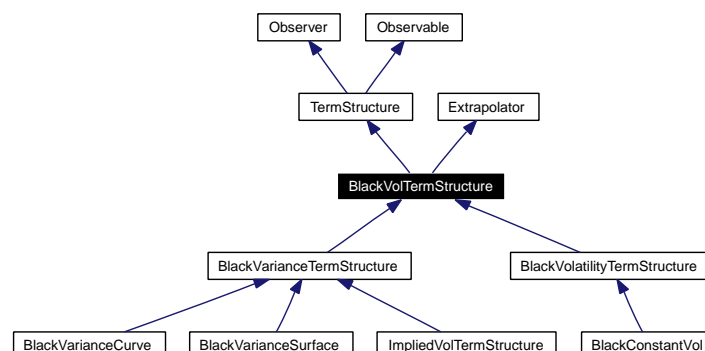 Observer Observable
TermStructure Extrapolator
BlackVolTermStructure
BlackVarianceTermStructure BlackVolatilityTermStructure
BlackVarianceCurve BlackVarianceSurface ImpliedVolTermStructure BlackConstantVol